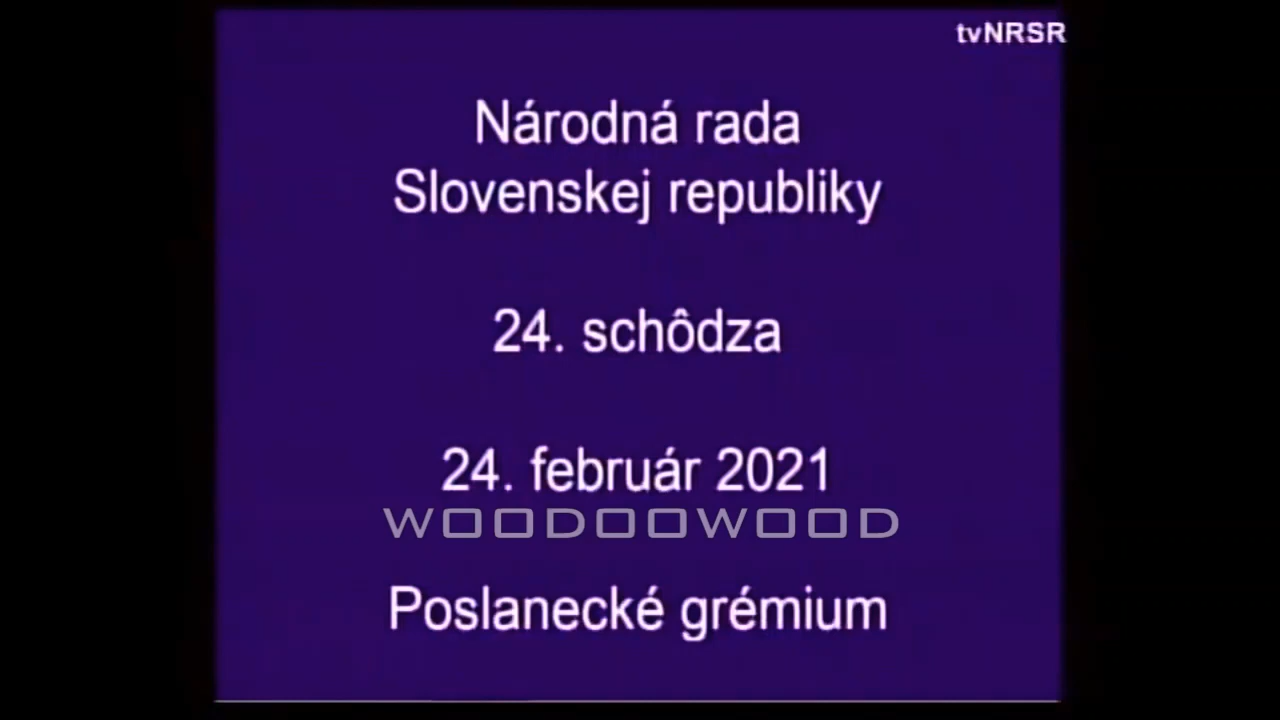 tvNRSR
Národná rada
Slovenskej republiky
24. schôdza
24. február 2021
WOODOOWOOD
Poslanecké grémium